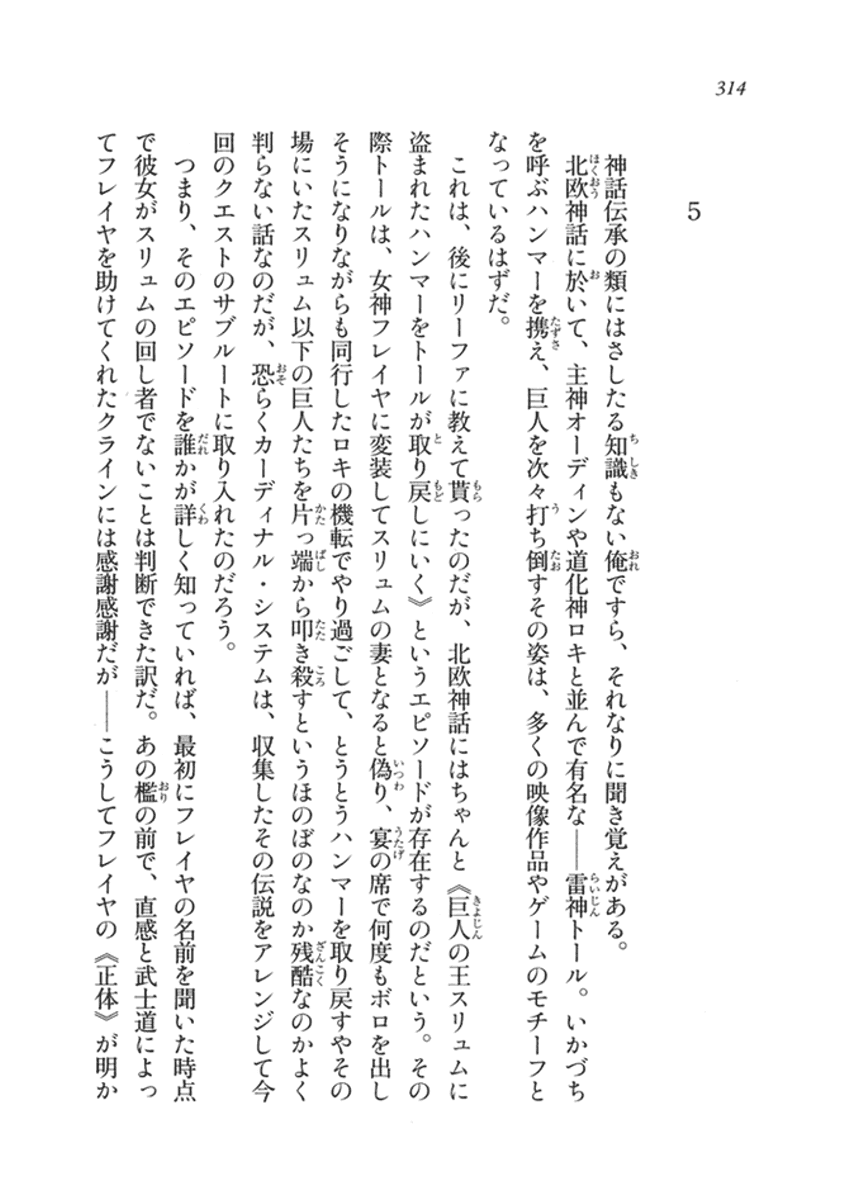 314
5
神話伝承の類にはさしたる知識もない俺ですら、それなりに聞き覚えがある。
北欧神話に於いて、主神オーディンや道化神ロキと並んで有名な——雷神トール。いかづち
を呼ぶハンマーを携え、巨人を次々打ち倒すその姿は、多くの映像作品やゲームのモチーフと
なっているはずだ。
これは、後にリーファに教えて貰ったのだが、北欧神話にはちゃんと《巨人の王スリュムに
盗まれたハンマーをトールが取り戻しにいく》というエピソードが存在するのだという。その
際トールは、女神フレイヤに変装してスリュムの妻となると偽り、宴の席で何度もボロを出し
そうになりながらも同行したロキの機転でやり過ごして、とうとうハンマーを取り戻すやその
場にいたスリュム以下の巨人たちを片っ端から叩き殺すというほのぼのなのか残酷なのかよく
判らない話なのだが、恐らくカーディナル・システムは、収集したその伝説をアレンジして今
回のクエストのサブルートに取り入れたのだろう。
つまり、そのエピソードを誰かが詳しく知っていれば、最初にフレイヤの名前を聞いた時点
で彼女がスリュムの回し者でないことは判断できた訳だ。あの檻の前で、直感と武士道によっ
てフレイヤを助けてくれたクラインには感謝感謝だが——こうしてフレイヤの《正体》が明か